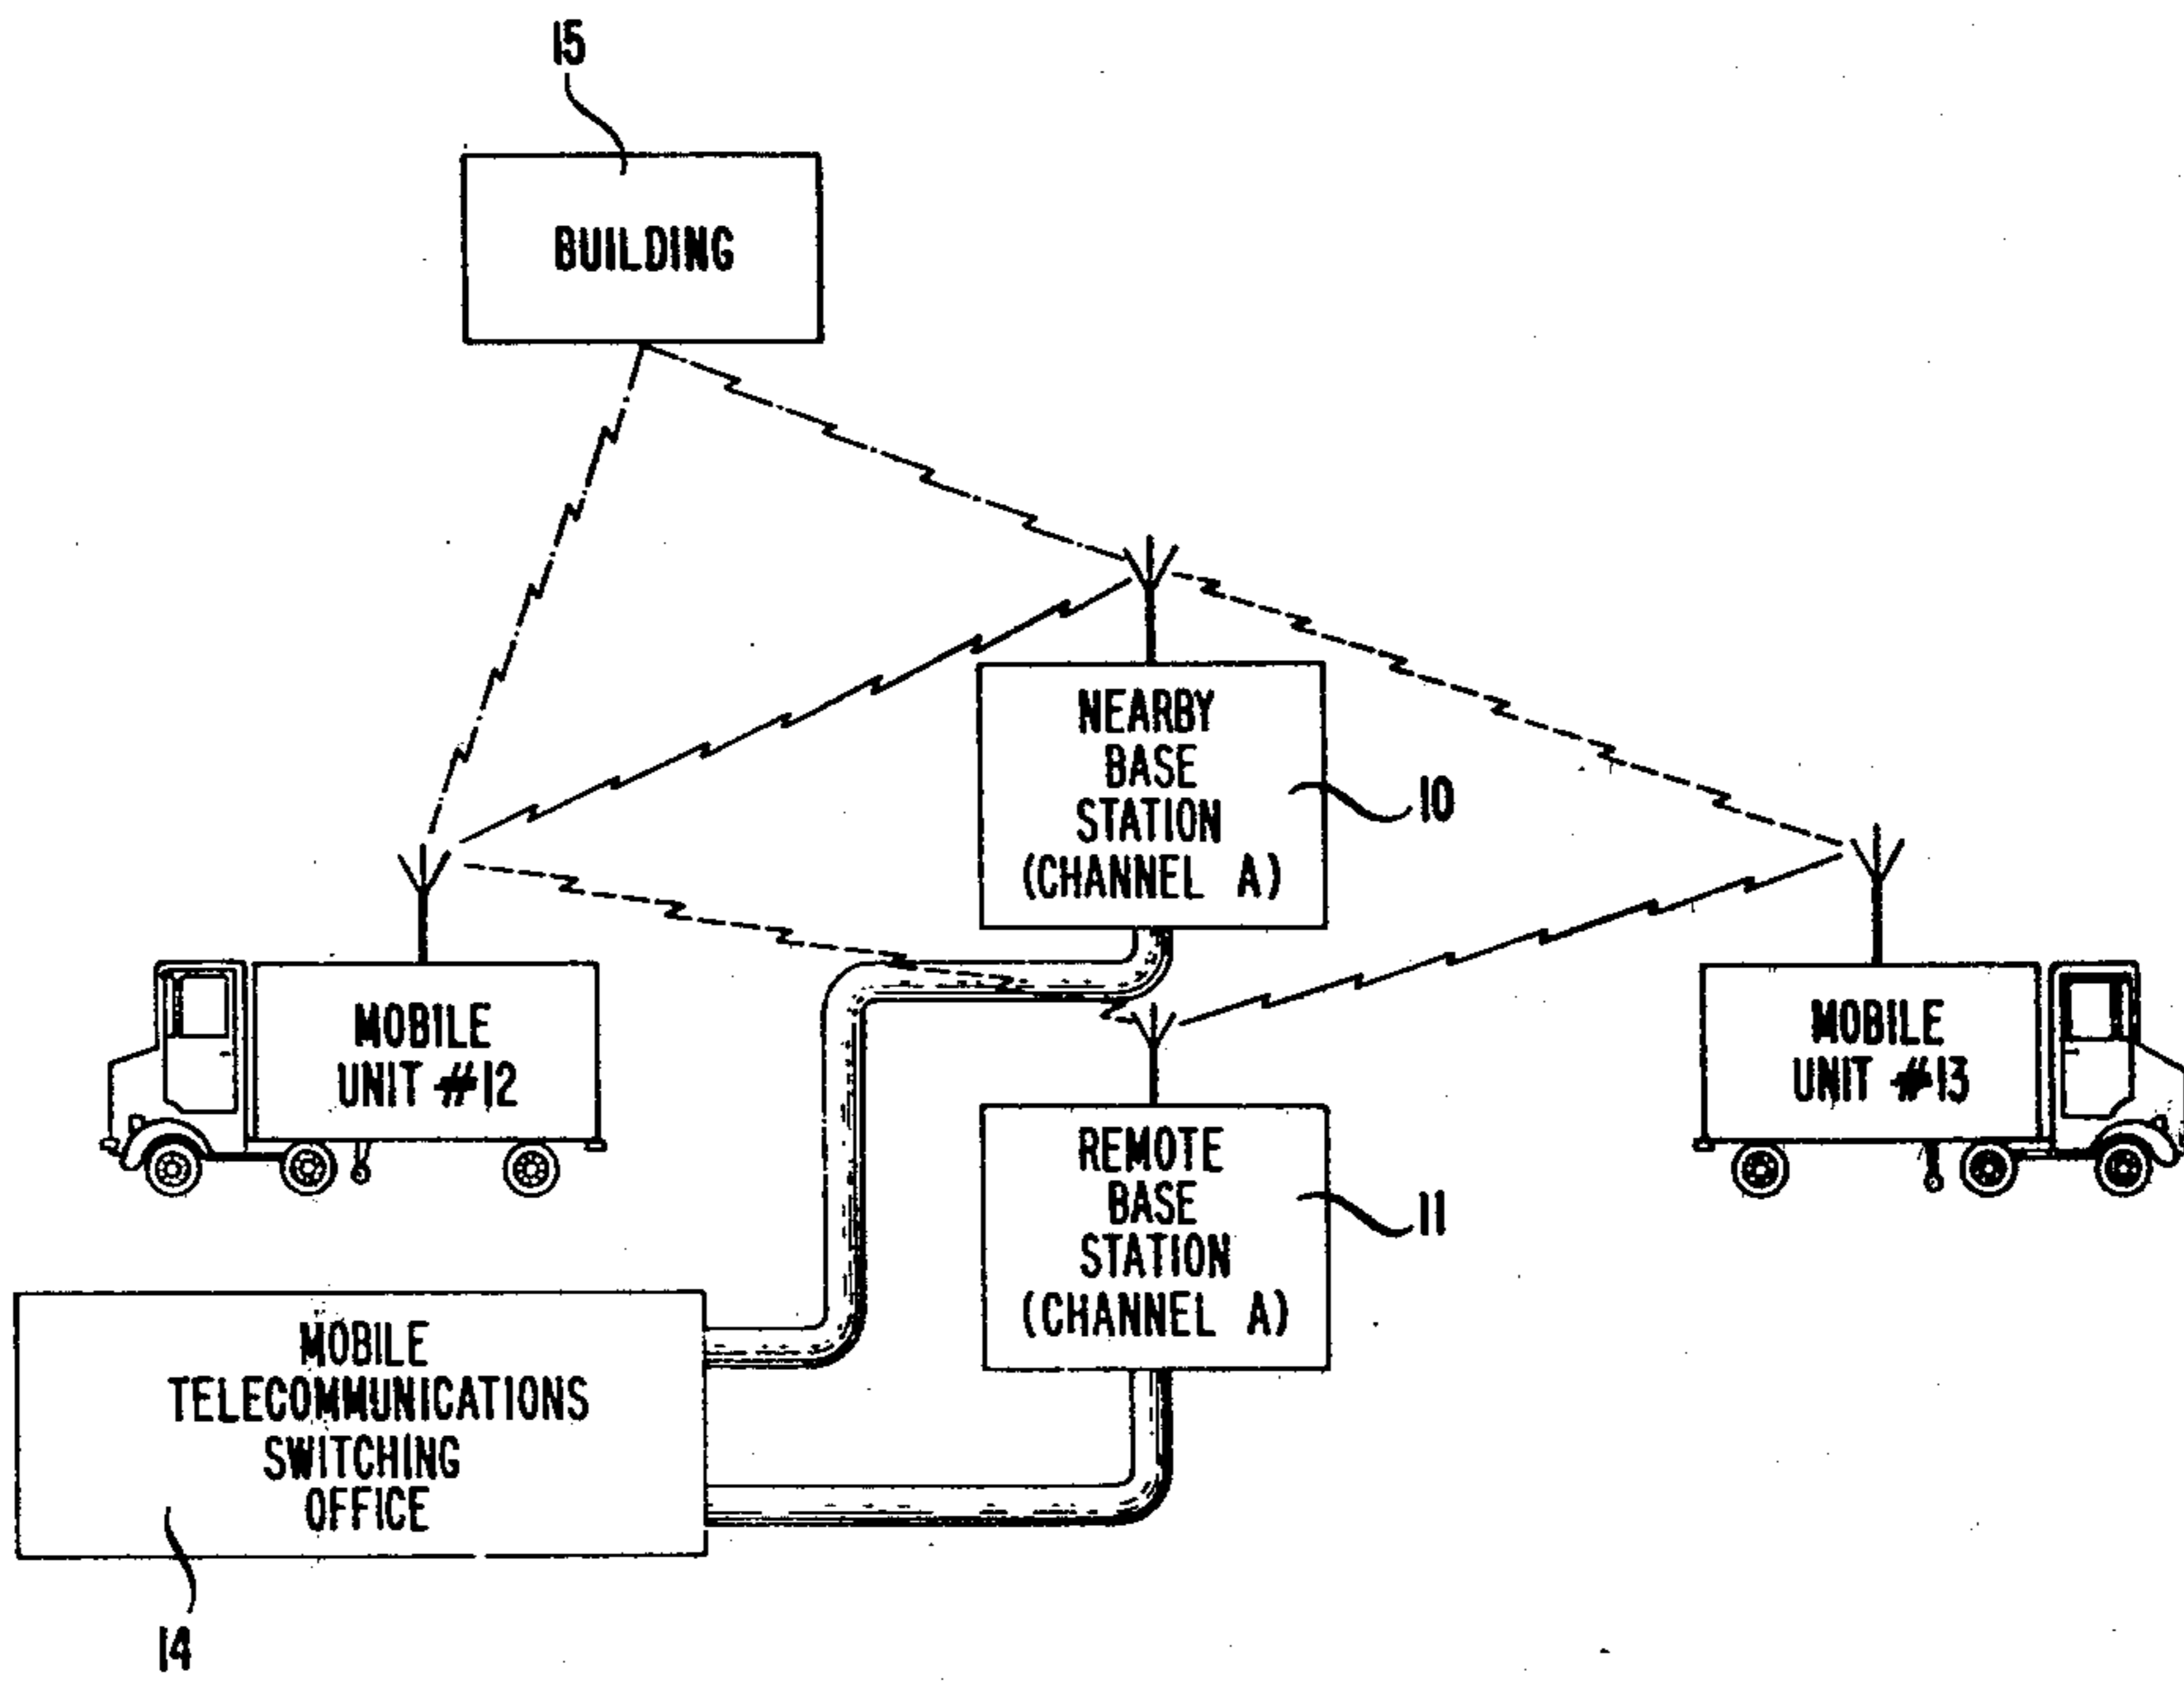 15
BUILDING
NEARBY
BASE
STATION
(CHANNEL A)
10
MOBILE
UNIT #12
MOBILE
UNIT #13
REMOTE
BASE
STATION
(CHANNEL A)
11
MOBILE
TELECOMMUNICATIONS
SWITCHING
OFFICE
14